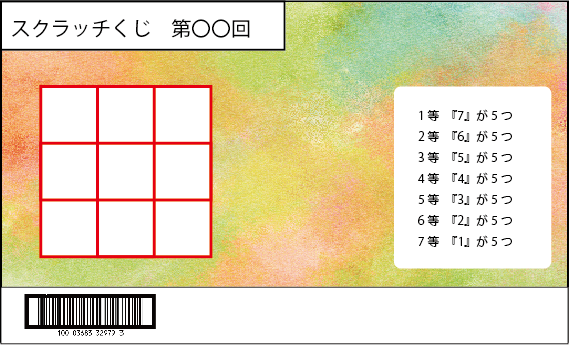 スクラッチくじ　第〇〇回
1等 『7』が5つ
2等 『6』が5つ
3等 『5』が5つ
4等 『4』が5つ
5等 『3』が5つ
6等 『2』が5つ
7等 『1』が5つ
100 03683 32979 3